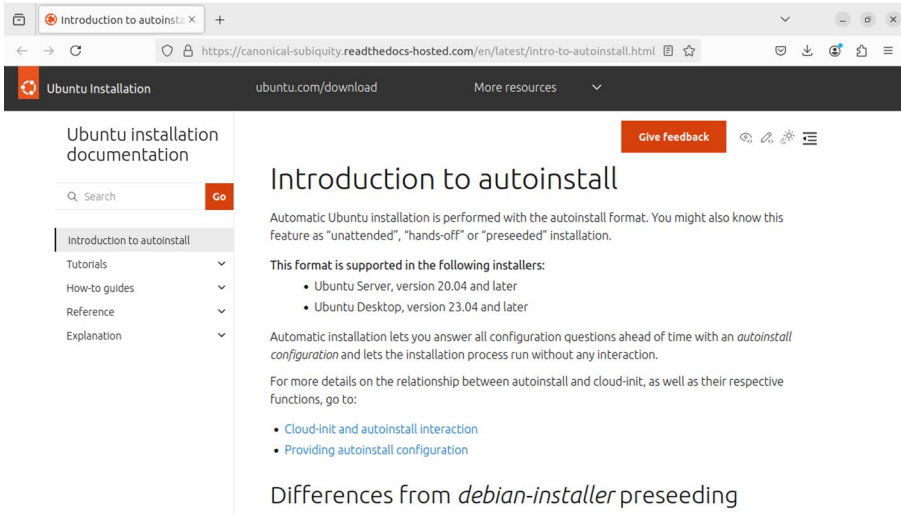 Introduction to autoinsta
https://canonical-subiquity.readthedocs-hosted.com/en/latest/intro-to-autoinstall.html
Ubuntu Installation
ubuntu.com/download
More resources
Ubuntu installation
documentation
Search
Go
Introduction to autoinstall
Tutorials
How-to guides
Reference
Explanation
Give feedback
Introduction to autoinstall
Automatic Ubuntu installation is performed with the autoinstall format. You might also know this
feature as “unattended”, “hands-off” or “preseeded” installation.
This format is supported in the following installers:
• Ubuntu Server, version 20.04 and later
• Ubuntu Desktop, version 23.04 and later
Automatic installation lets you answer all configuration questions ahead of time with an autoinstall
configuration and lets the installation process run without any interaction.
For more details on the relationship between autoinstall and cloud-init, as well as their respective
functions, go to:
• Cloud-init and autoinstall interaction
• Providing autoinstall configuration
Differences from debian-installer preseeding